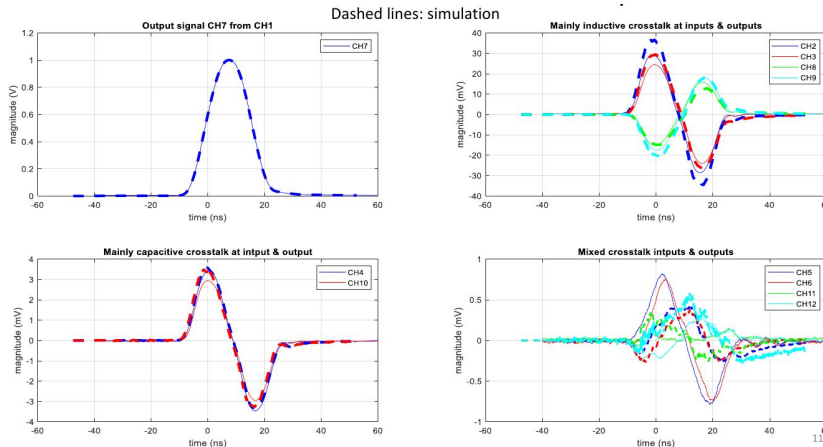 Dashed lines: simulation
Output signal CH7 from CH1
CH7
magnitude (V)
1.2
1
0.8
0.6
0.4
0.2
0
-60
-40
-20
0
20
40
60
time (ns)
Mainly inductive crosstalk at inputs & outputs
CH2
CH3
CH8
CH9
magnitude (mV)
40
30
20
10
0
-10
-20
-30
-40
-60
-40
-20
0
20
40
60
time (ns)
Mainly capacitive crosstalk at intput & output
CH4
CH10
magnitude (mV)
4
3
2
1
0
-1
-2
-3
-4
-60
-40
-20
0
20
40
60
time (ns)
Mixed crosstalk intputs & outputs
CH5
CH6
CH11
CH12
magnitude (mV)
1
0.5
0
-0.5
-1
-60
-40
-20
0
20
40
60
time (ns)
11